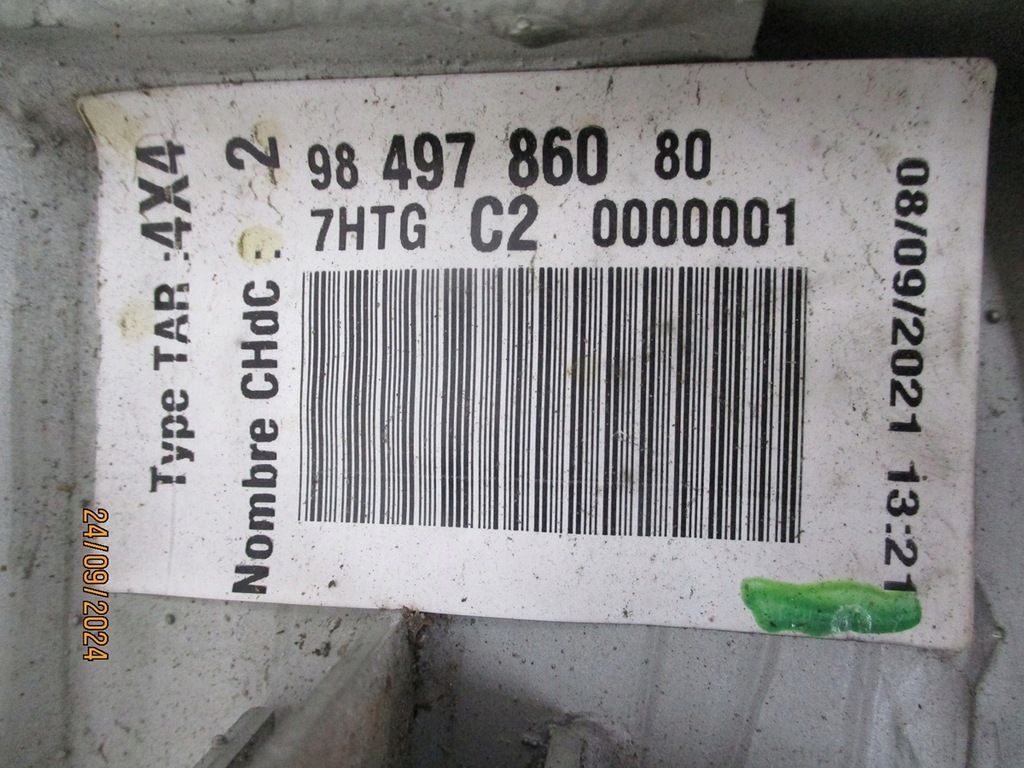 98 497 860 80
7HTG C2 0000001
Type TAR :4X4
Nombre CHdC : 2
08/09/2021 13:21
24/09/2024